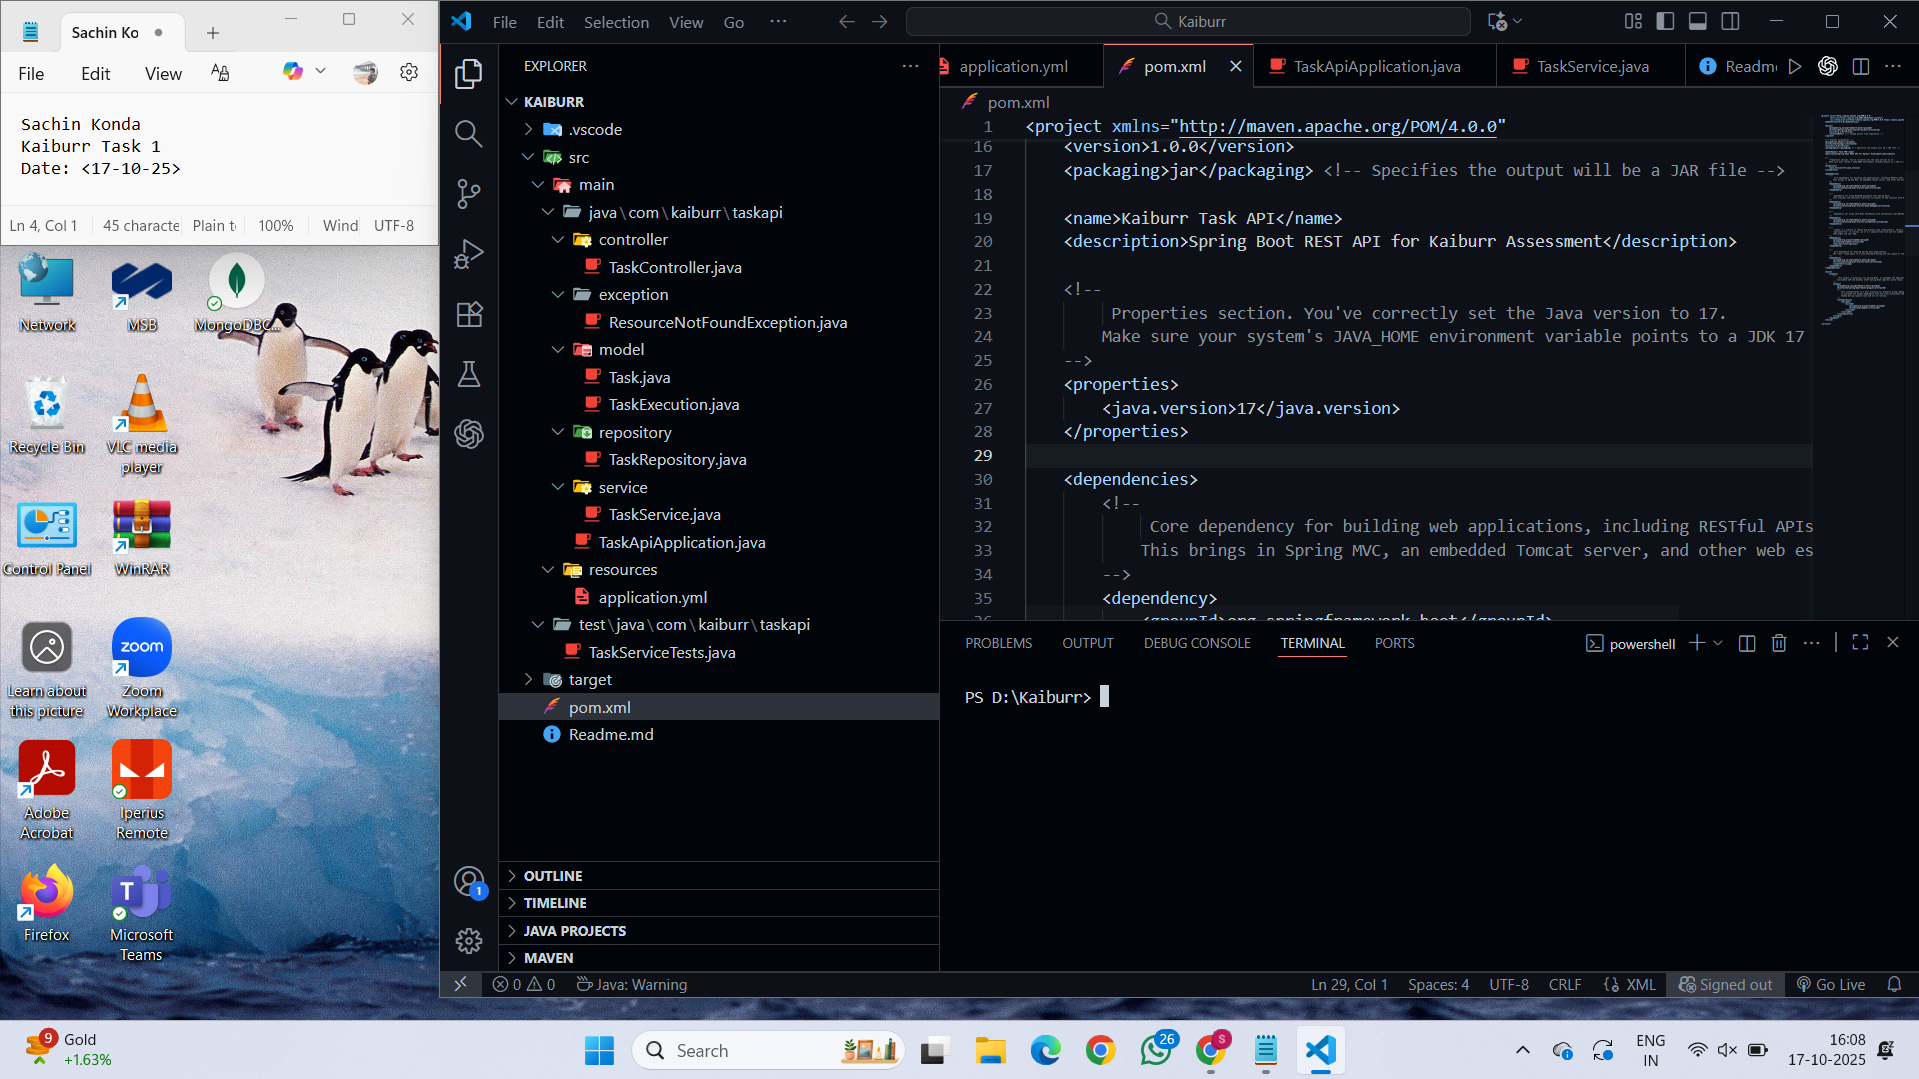 Sachin Ko
File
Edit
View
Sachin Konda
Kaiburr Task 1
Date: <17-10-25>
Ln 4, Col 1
45 characte
Plain t
100%
Wind
UTF-8
Network
MSB
MongoDBC...
Recycle Bin
VLC media player
Control Panel
WinRAR
Learn about this picture
zoom
Zoom Workplace
Adobe Acrobat
Iperius Remote
Firefox
T
Microsoft Teams
File Edit Selection View Go ···
Kaiburr
EXPLORER
KAIBURR
.vscode
src
main
java\com\kaiburr\taskapi
controller
TaskController.java
exception
ResourceNotFoundException.java
model
Task.java
TaskExecution.java
repository
TaskRepository.java
service
TaskService.java
TaskApiApplication.java
resources
application.yml
test\java\com\kaiburr\taskapi
TaskServiceTests.java
target
pom.xml
Readme.md
OUTLINE
TIMELINE
JAVA PROJECTS
MAVEN
1
application.yml
pom.xml
TaskApiApplication.java
TaskService.java
Readm
pom.xml
1 <project xmlns="http://maven.apache.org/POM/4.0.0"
16 <version>1.0.0</version>
17 <packaging>jar</packaging> <!-- Specifies the output will be a JAR file -->
18
19 <name>Kaiburr Task API</name>
20 <description>Spring Boot REST API for Kaiburr Assessment</description>
21
22 <!--
23 Properties section. You've correctly set the Java version to 17.
24 Make sure your system's JAVA_HOME environment variable points to a JDK 17
25 -->
26 <properties>
27 <java.version>17</java.version>
28 </properties>
29
30 <dependencies>
31 <!--
32 Core dependency for building web applications, including RESTful APIs
33 This brings in Spring MVC, an embedded Tomcat server, and other web es
34 -->
35 <dependency>
<groupId>org.springframework.boot</groupId>
PROBLEMS OUTPUT DEBUG CONSOLE TERMINAL PORTS
powershell
PS D:\Kaiburr>
0 0
Java: Warning
Ln 29, Col 1
Spaces: 4
UTF-8
CRLF
XML
Signed out
Go Live
9
Gold
+1.63%
Search
26
S
ENG
IN
16:08
17-10-2025